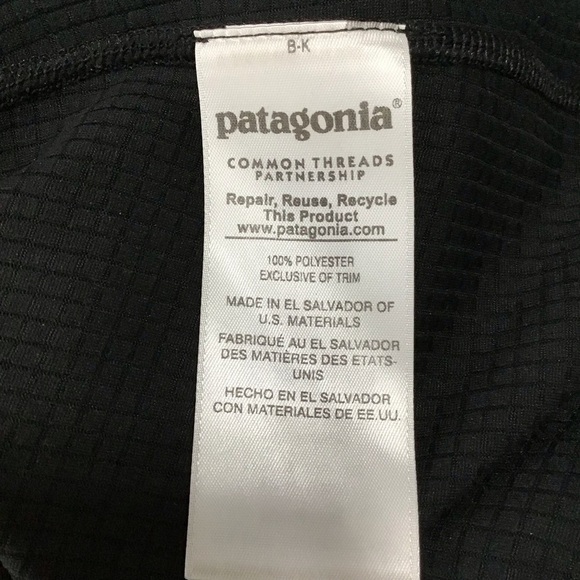 B-K
patagonia®
COMMON THREADS
PARTNERSHIP
Repair, Reuse, Recycle
This Product
www.patagonia.com
100% POLYESTER
EXCLUSIVE OF TRIM
MADE IN EL SALVADOR OF
U.S. MATERIALS
FABRIQUÉ AU EL SALVADOR
DES MATIÈRES DES ETATS-
UNIS
HECHO EN EL SALVADOR
CON MATERIALES DE EE.UU.